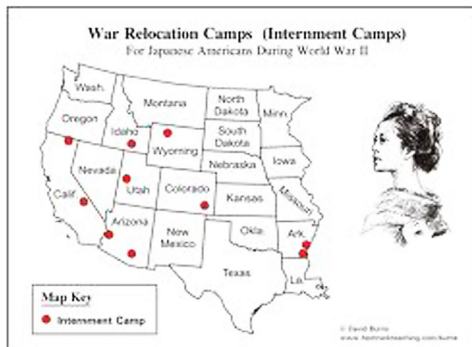 War Relocation Camps (Internment Camps)
For Japanese Americans During World War II
Wash.
Montana
North
Dakota
Minn.
Oregon
Idaho
South
Dakota
Wyoming
Nebraska
Iowa
Nevada
Utah
Colorado
Kansas
Missouri
Calif
Arizona
New
Mexico
Okla.
Ark.
Texas
La.
Map Key
Internment Camp
© David Burns